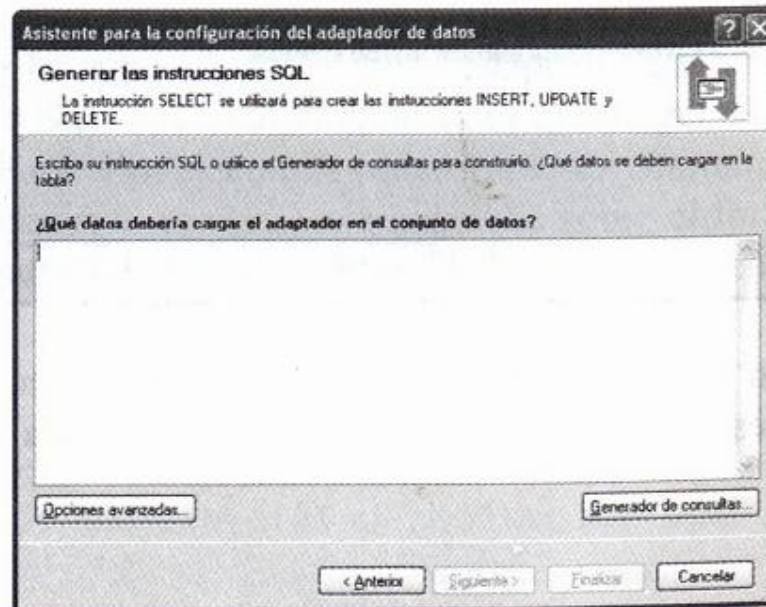 Asistente para la configuración del adaptador de datos
Generar las instrucciones SQL
La instrucción SELECT se utilizará para crear las instrucciones INSERT, UPDATE y
DELETE.
Escriba su instrucción SQL o utilice el Generador de consultas para construirlo. ¿Qué datos se deben cargar en la
tabla?
¿Qué datos debería cargar el adaptador en el conjunto de datos?
Opciones avanzadas...
Generador de consultas...
< Anterior
Siguiente >
Finalizar
Cancelar